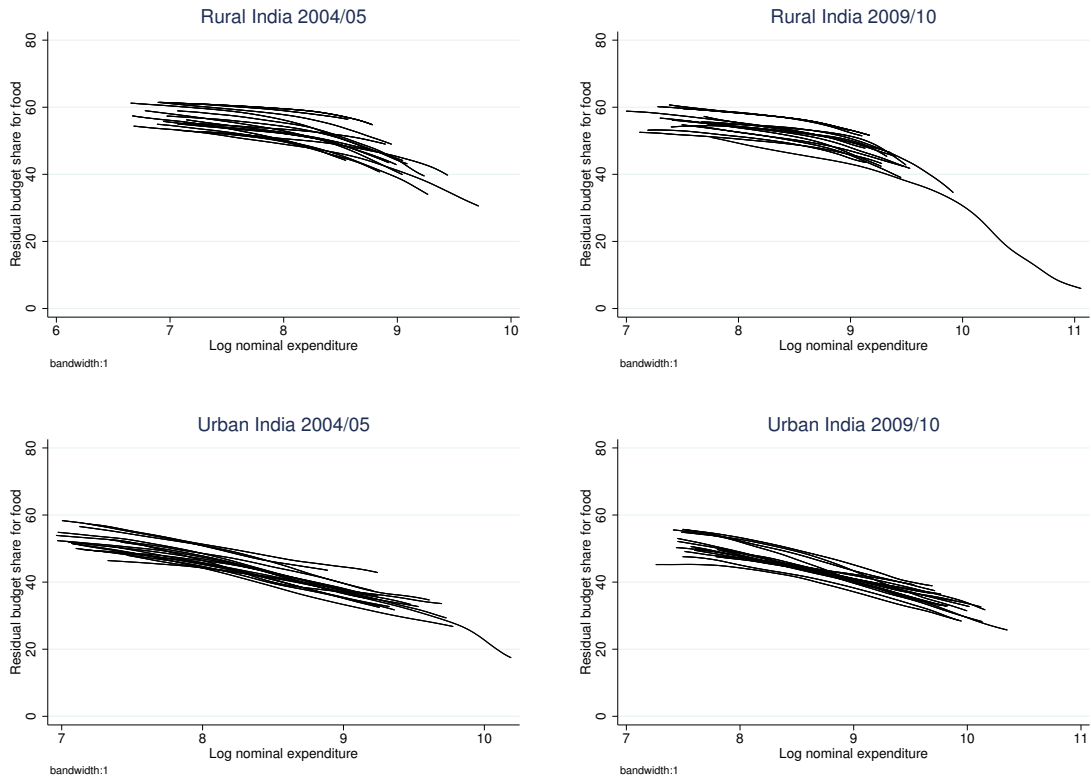 Rural India 2004/05
Residual budget share for food
80
60
40
20
0
6 7 8 9 10
Log nominal expenditure
bandwidth:1
Rural India 2009/10
Residual budget share for food
80
60
40
20
0
7 8 9 10 11
Log nominal expenditure
bandwidth:1
Urban India 2004/05
Residual budget share for food
80
60
40
20
0
7 8 9 10
Log nominal expenditure
bandwidth:1
Urban India 2009/10
Residual budget share for food
80
60
40
20
0
7 8 9 10 11
Log nominal expenditure
bandwidth:1